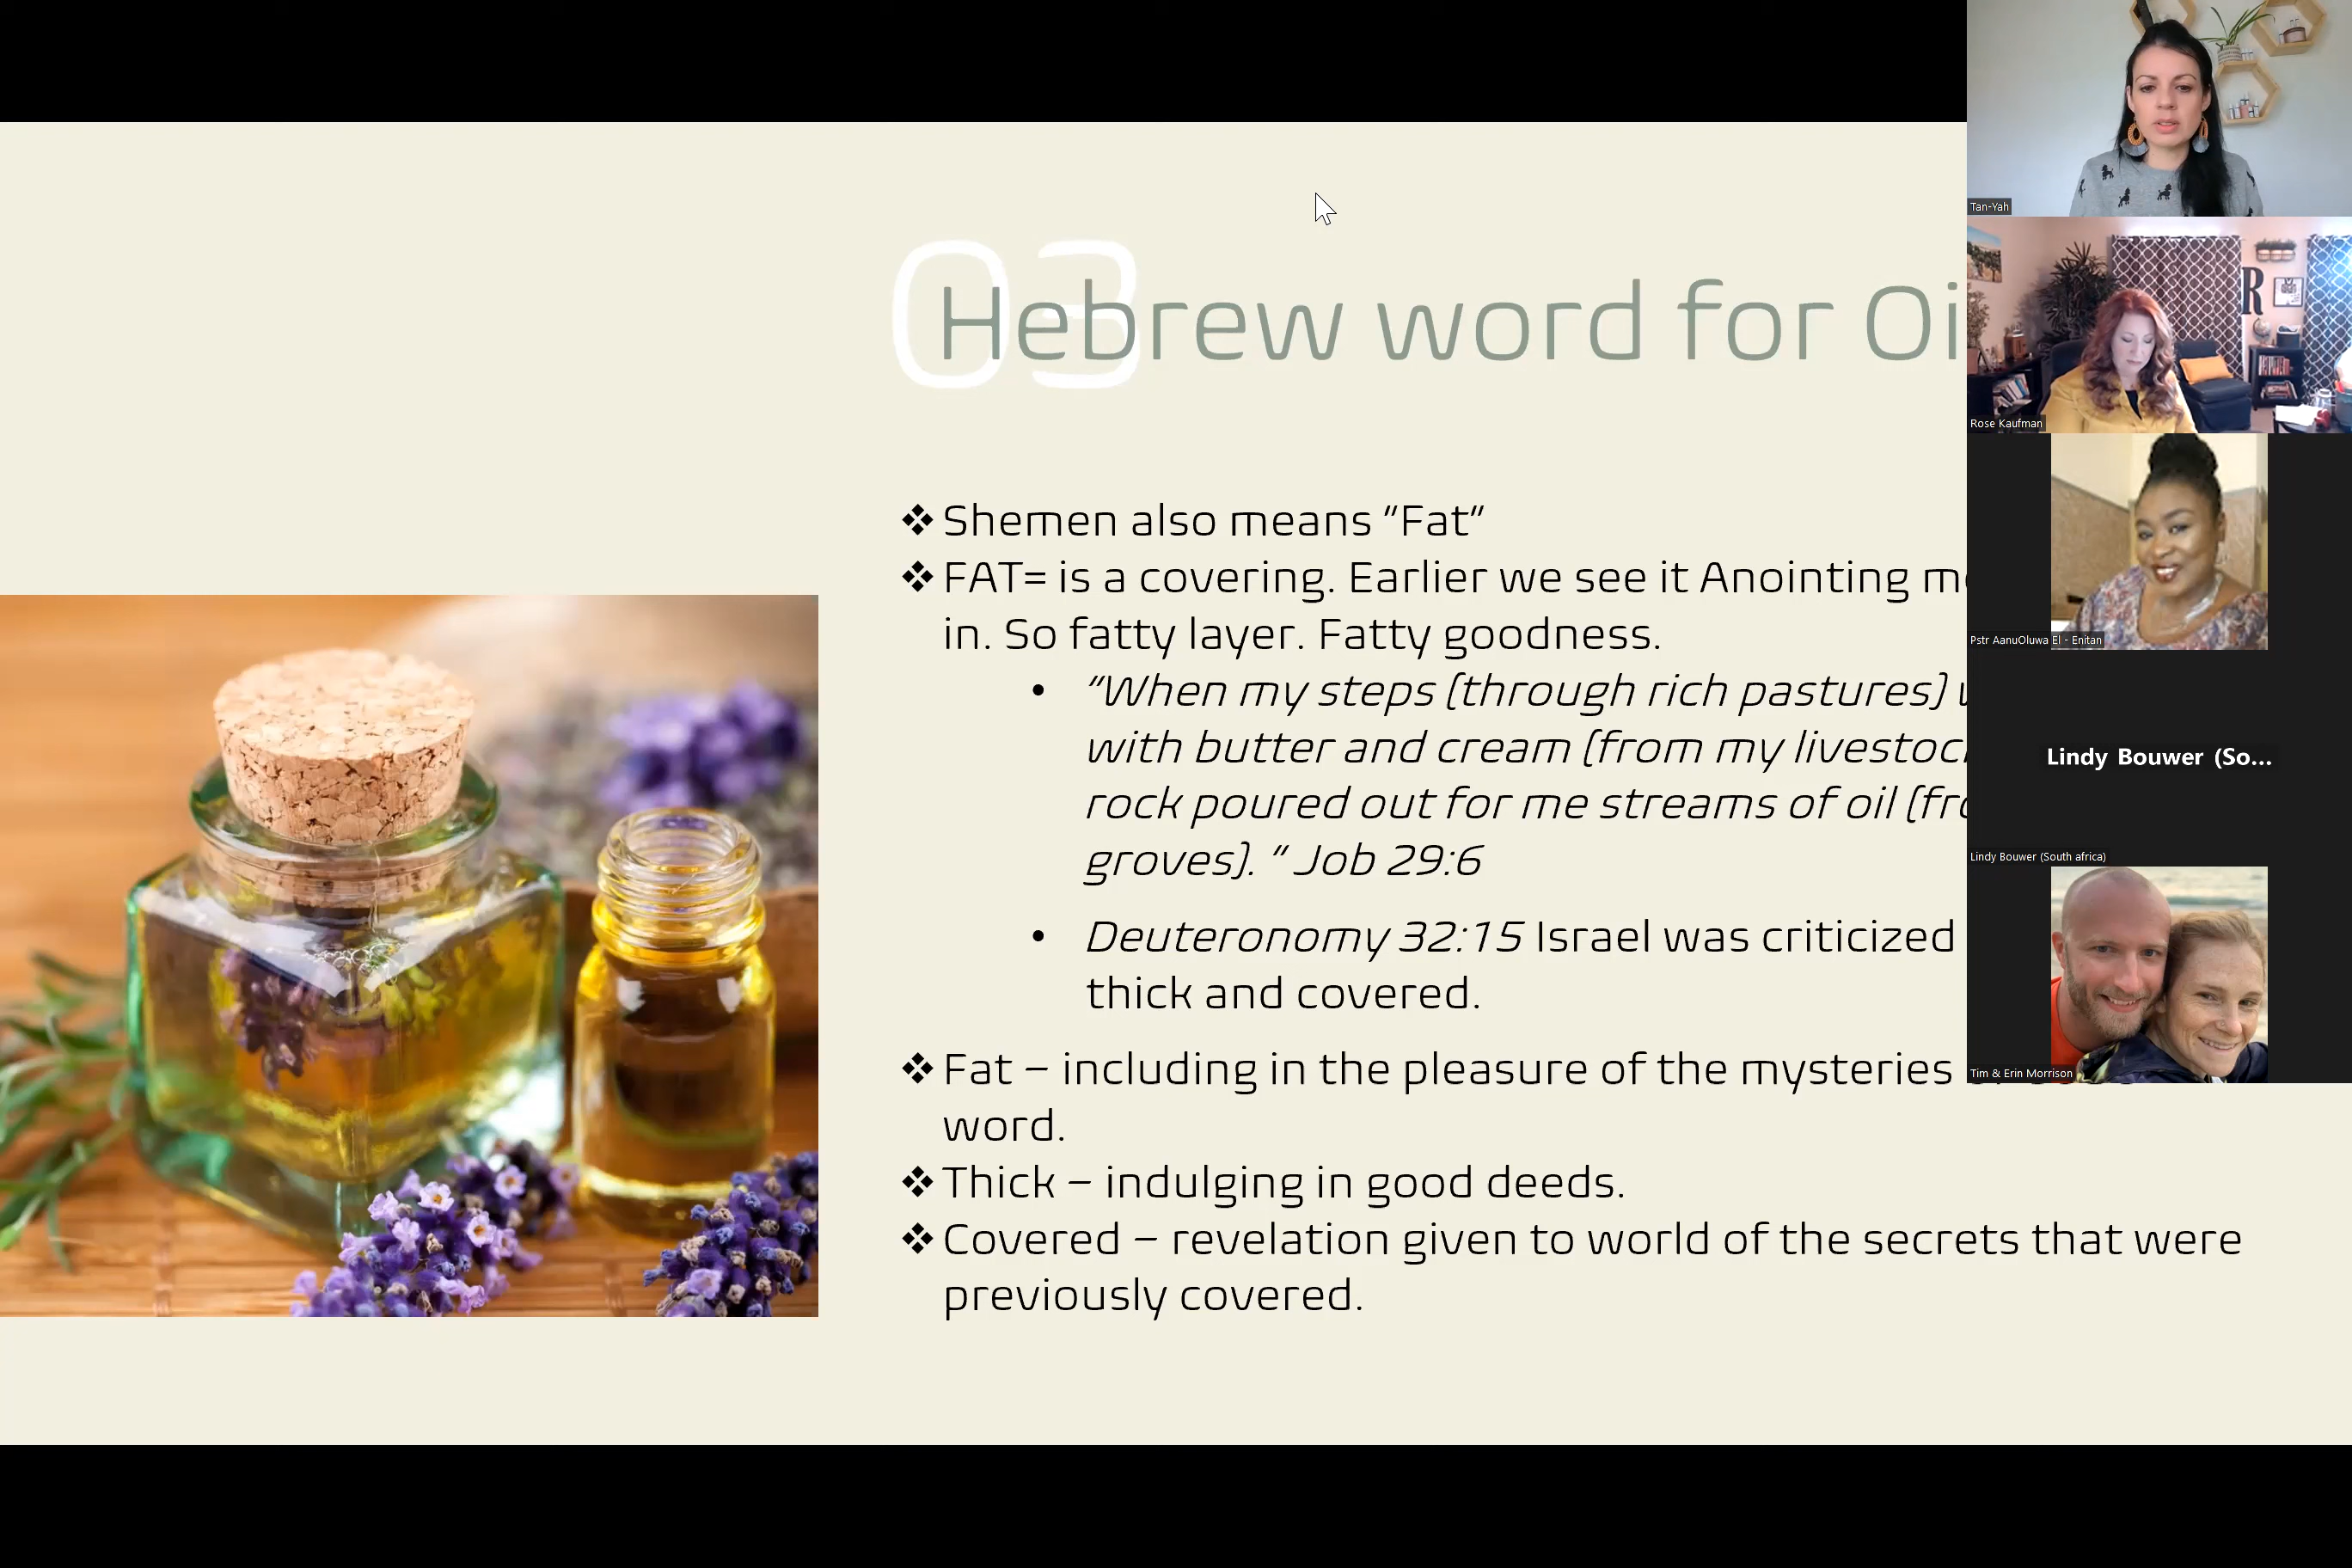 03
Hebrew word for
❖ Shemen also means “Fat”
❖ FAT= is a covering. Earlier we see it Anointing
in. So fatty layer. Fatty goodness.
• “When my steps (through rich pastures)
with butter and cream (from my
rock poured out for me streams of oil
groves). “ Job 29:6
• Deuteronomy 32:15 Israel was criticized
thick and covered.
❖ Fat – including in the pleasure of the mysteries
word.
❖ Thick – indulging in good deeds.
❖ Covered – revelation given to world of the secrets that were
previously covered.
Tan-Yah
R
Rose Kaufman
Pstr AanuOluwa El - Enitan
Lindy Bouwer (So...
Lindy Bouwer (South africa)
Tim & Erin Morrison